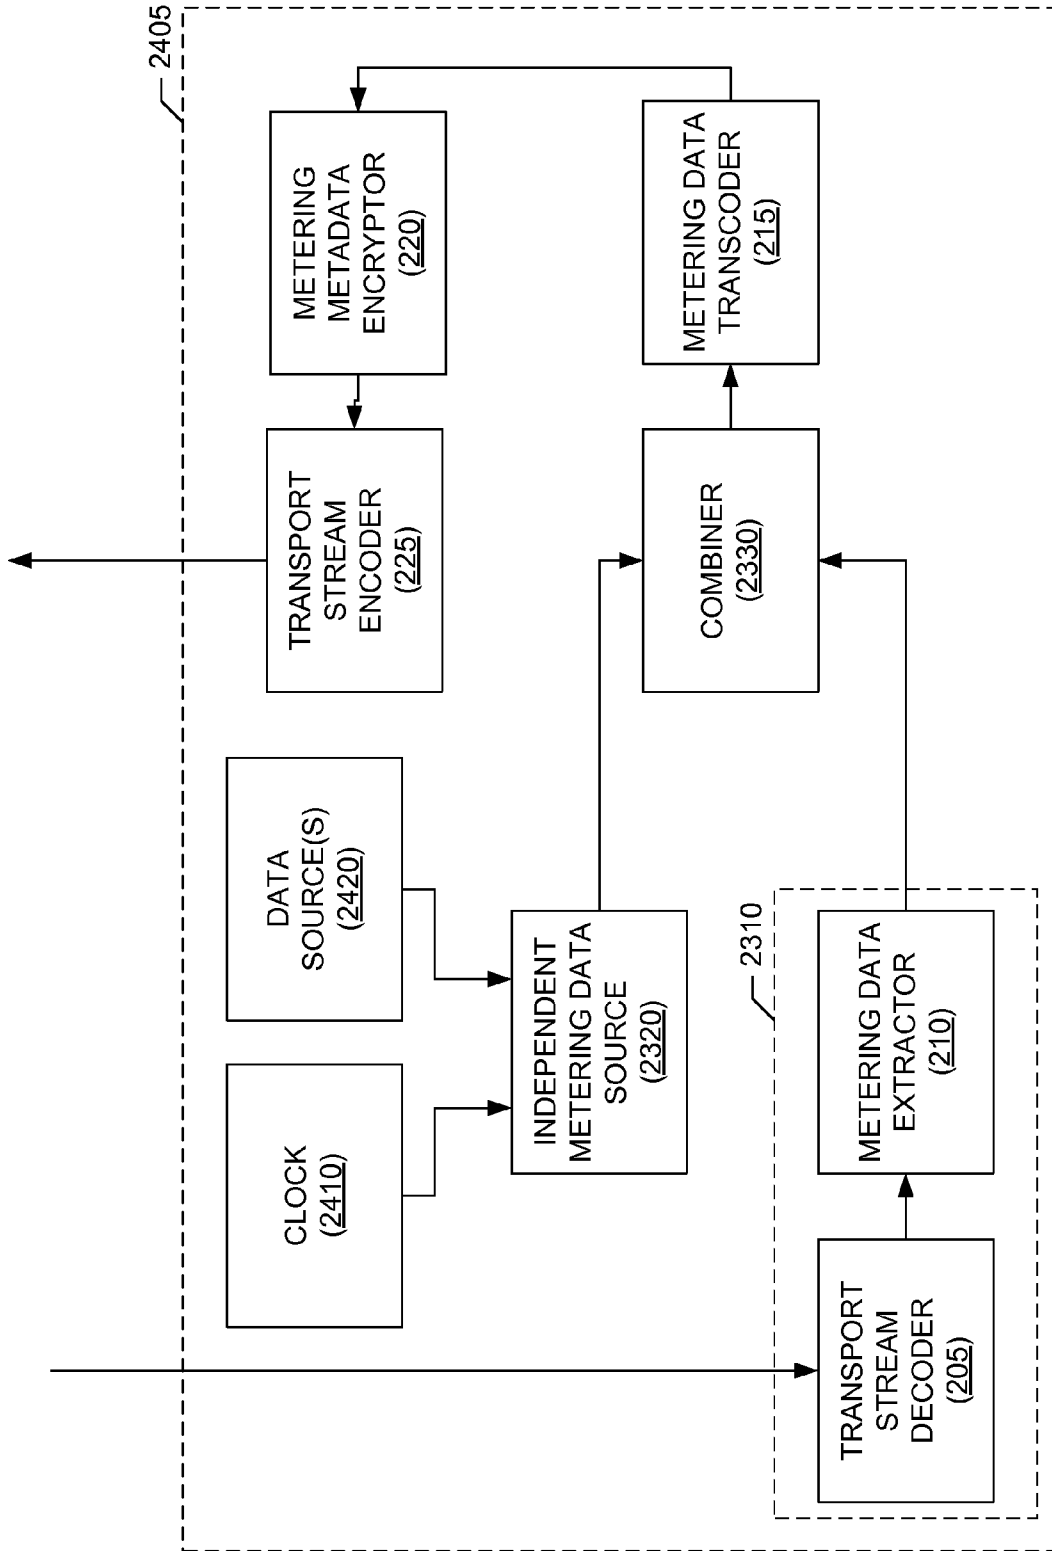 2405
CLOCK
(2410)
DATA
SOURCE(S)
(2420)
TRANSPORT
STREAM
ENCODER
(225)
METERING
METADATA
ENCRYPTOR
(220)
INDEPENDENT
METERING DATA
SOURCE
(2320)
COMBINER
(2330)
METERING DATA
TRANSCODER
(215)
2310
TRANSPORT
STREAM
DECODER
(205)
METERING DATA
EXTRACTOR
(210)